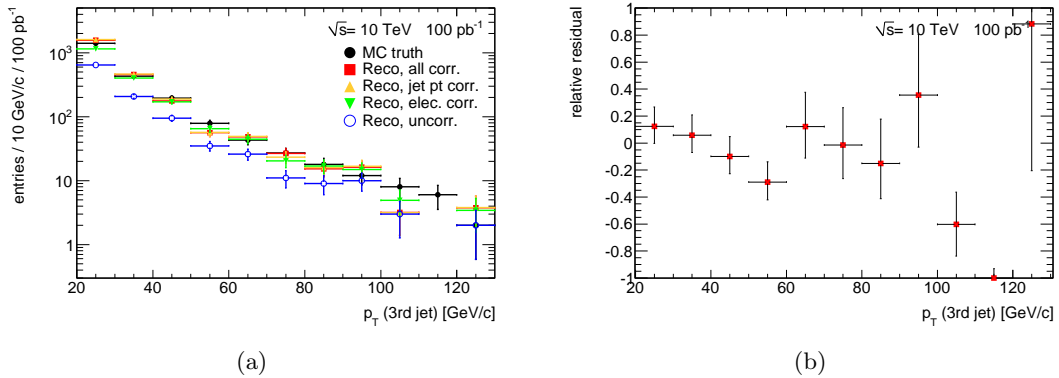 √s= 10 TeV 100 pb⁻¹
MC truth
Reco, all corr.
Reco, jet pt corr.
Reco, elec. corr.
Reco, uncorr.
entries / 10 GeV/c / 100 pb⁻¹
10³
10²
10
1
20 40 60 80 100 120
p_T (3rd jet) [GeV/c]
(a)
√s= 10 TeV 100 pb⁻¹
relative residual
1
0.8
0.6
0.4
0.2
0
-0.2
-0.4
-0.6
-0.8
-1
20 40 60 80 100 120
p_T (3rd jet) [GeV/c]
(b)